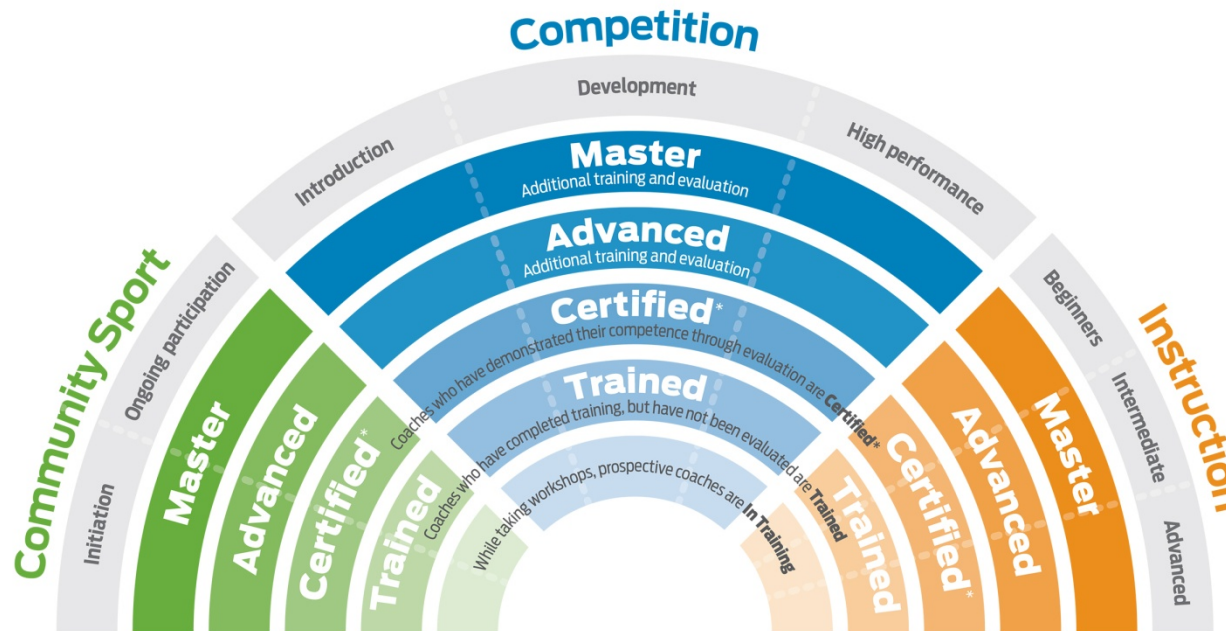 Competition
Introduction
Development
High performance
Master
Additional training and evaluation
Advanced
Additional training and evaluation
Certified*
Coaches who have demonstrated their competence through evaluation are Certified*
Trained
Coaches who have completed training, but have not been evaluated are Trained
While taking workshops, prospective coaches are In Training
Community Sport
Initiation
Ongoing participation
Master
Advanced
Certified*
Trained
Instruction
Beginners
Intermediate
Advanced
Trained
Certified*
Advanced
Master